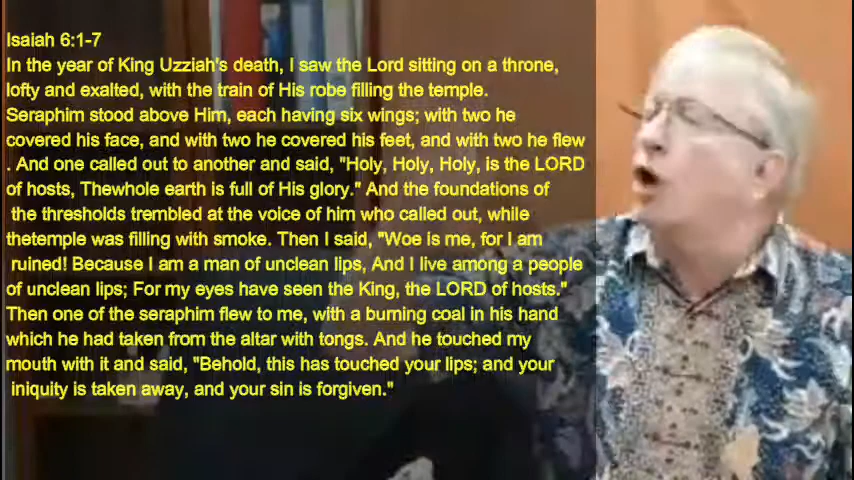 Isaiah 6:1-7
In the year of King Uzziah's death, I saw the Lord sitting on a throne,
lofty and exalted, with the train of His robe filling the temple.
Seraphim stood above Him, each having six wings; with two he
covered his face, and with two he covered his feet, and with two he flew
. And one called out to another and said, "Holy, Holy, Holy, is the LORD
of hosts, Thewhole earth is full of His glory." And the foundations of
the thresholds trembled at the voice of him who called out, while
thetemple was filling with smoke. Then I said, "Woe is me, for I am
ruined! Because I am a man of unclean lips, And I live among a people
of unclean lips; For my eyes have seen the King, the LORD of hosts."
Then one of the seraphim flew to me, with a burning coal in his hand
which he had taken from the altar with tongs. And he touched my
mouth with it and said, "Behold, this has touched your lips; and your
iniquity is taken away, and your sin is forgiven."